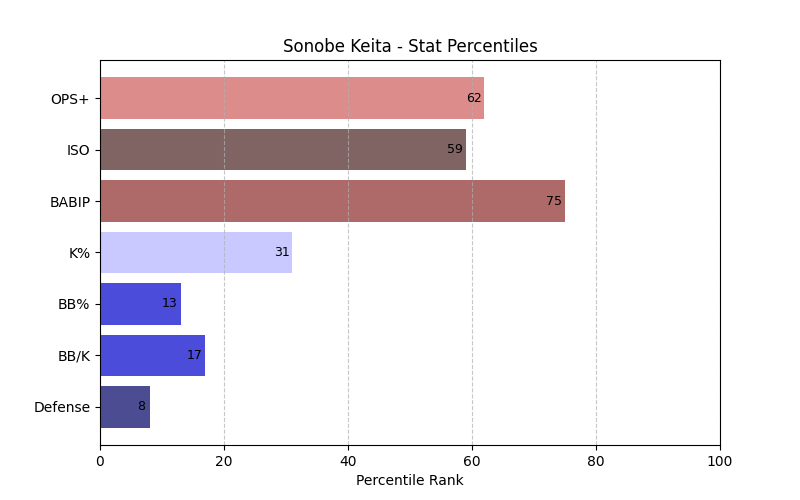 Sonobe Keita - Stat Percentiles
OPS+ 62
ISO 59
BABIP 75
K% 31
BB% 13
BB/K 17
Defense 8
0 20 40 60 80 100
Percentile Rank